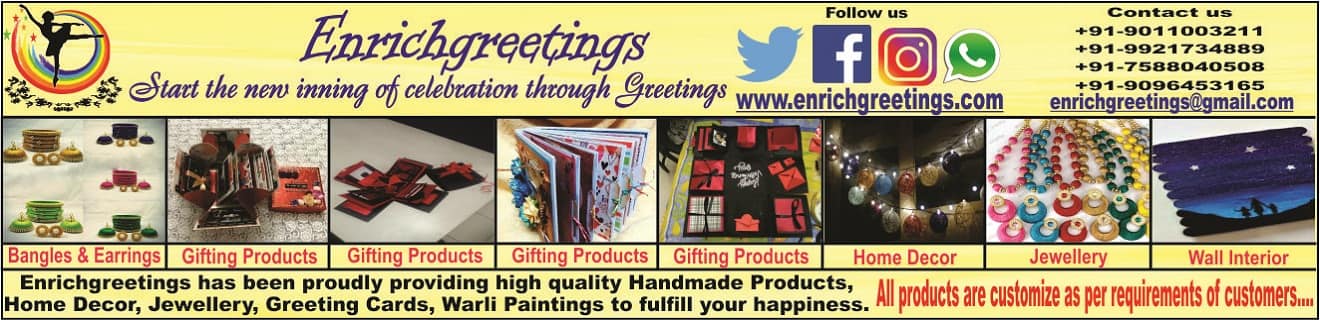 Enrichgreetings
Start the new inning of celebration through Greetings
Follow us
www.enrichgreetings.com
Contact us
+91-9011003211
+91-9921734889
+91-7588040508
+91-9096453165
enrichgreetings@gmail.com
Bangles & Earrings
Gifting Products
Gifting Products
Gifting Products
Gifting Products
Home Decor
Jewellery
Wall Interior
Enrichgreetings has been proudly providing high quality Handmade Products,
Home Decor, Jewellery, Greeting Cards, Warli Paintings to fulfill your happiness.
All products are customize as per requirements of customers....